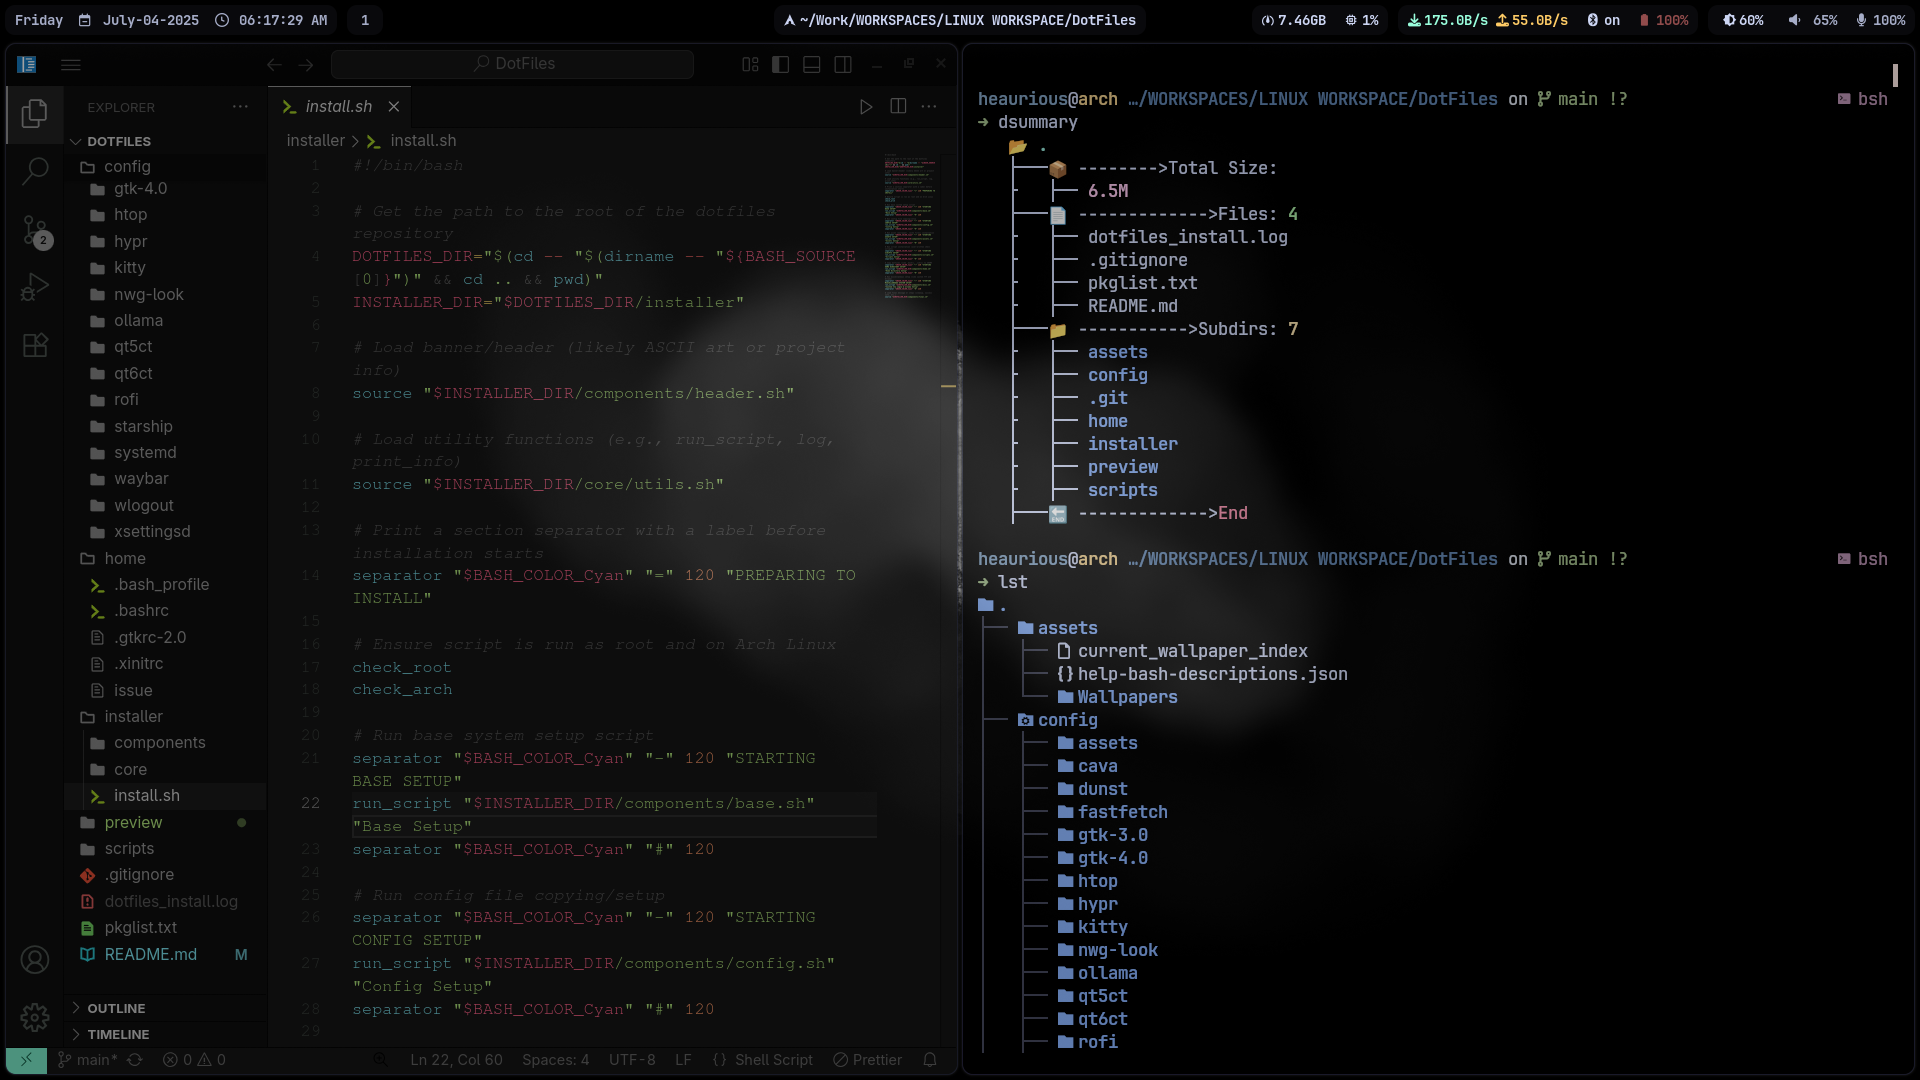 Friday July-04-2025 06:17:29 AM 1
~/Work/WORKSPACES/LINUX WORKSPACE/DotFiles
7.46GB 1% 175.0B/s 55.0B/s on 100% 60% 65% 100%
DotFiles
EXPLORER
DOTFILES
config
gtk-4.0
htop
hypr
kitty
nwg-look
ollama
qt5ct
qt6ct
rofi
starship
systemd
waybar
wlogout
xsettingsd
home
.bash_profile
.bashrc
.gtkrc-2.0
.xinitrc
issue
installer
components
core
install.sh
preview
scripts
.gitignore
dotfiles_install.log
pkglist.txt
README.md M
OUTLINE
TIMELINE
2
install.sh
installer > install.sh
1 #!/bin/bash
2
3 # Get the path to the root of the dotfiles
repository
4 DOTFILES_DIR="$(cd -- "$(dirname -- "${BASH_SOURCE
[0]}")" && cd .. && pwd)"
5 INSTALLER_DIR="$DOTFILES_DIR/installer"
6
7 # Load banner/header (likely ASCII art or project
info)
8 source "$INSTALLER_DIR/components/header.sh"
9
10 # Load utility functions (e.g., run_script, log,
print_info)
11 source "$INSTALLER_DIR/core/utils.sh"
12
13 # Print a section separator with a label before
installation starts
14 separator "$BASH_COLOR_Cyan" "=" 120 "PREPARING TO
INSTALL"
15
16 # Ensure script is run as root and on Arch Linux
17 check_root
18 check_arch
19
20 # Run base system setup script
21 separator "$BASH_COLOR_Cyan" "-" 120 "STARTING
BASE SETUP"
22 run_script "$INSTALLER_DIR/components/base.sh"
"Base Setup"
23 separator "$BASH_COLOR_Cyan" "#" 120
24
25 # Run config file copying/setup
26 separator "$BASH_COLOR_Cyan" "-" 120 "STARTING
CONFIG SETUP"
27 run_script "$INSTALLER_DIR/components/config.sh"
"Config Setup"
28 separator "$BASH_COLOR_Cyan" "#" 120
29
main* 0 0 Ln 22, Col 60 Spaces: 4 UTF-8 LF {} Shell Script Prettier
heaurious@arch …/WORKSPACES/LINUX WORKSPACE/DotFiles on main !? bsh
➜ dsummary
.
-------->Total Size:
6.5M
------------->Files: 4
dotfiles_install.log
.gitignore
pkglist.txt
README.md
----------->Subdirs: 7
assets
config
.git
home
installer
preview
scripts
------------->End
heaurious@arch …/WORKSPACES/LINUX WORKSPACE/DotFiles on main !? bsh
➜ lst
.
assets
current_wallpaper_index
{} help-bash-descriptions.json
Wallpapers
config
assets
cava
dunst
fastfetch
gtk-3.0
gtk-4.0
htop
hypr
kitty
nwg-look
ollama
qt5ct
qt6ct
rofi